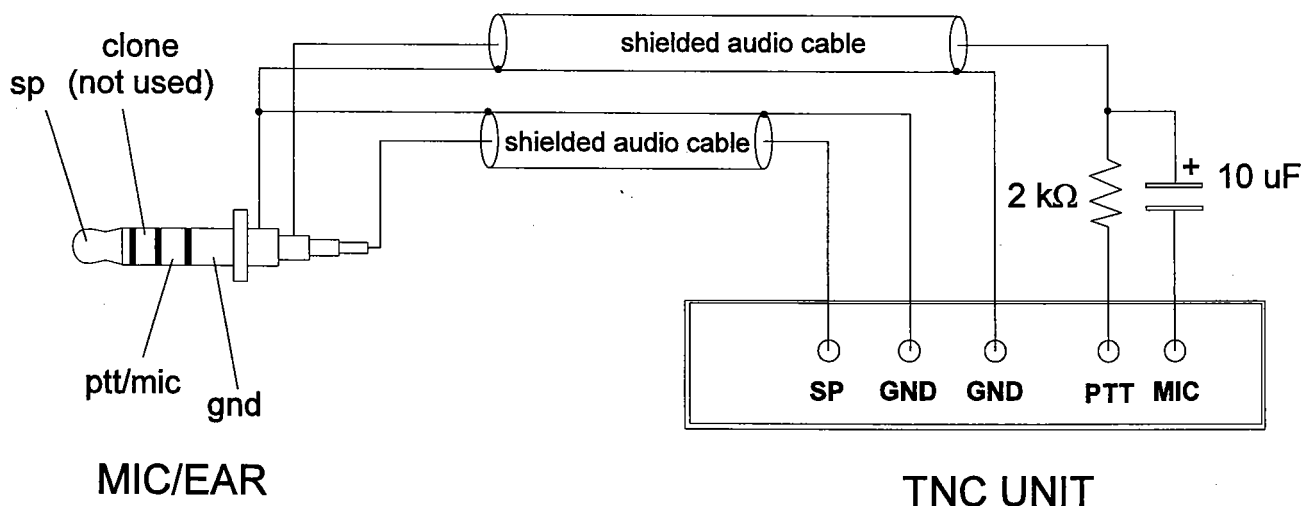 clone
(not used)
sp
shielded audio cable
shielded audio cable
2 kΩ
+
10 uF
ptt/mic
gnd
SP GND GND PTT MIC
MIC/EAR
TNC UNIT